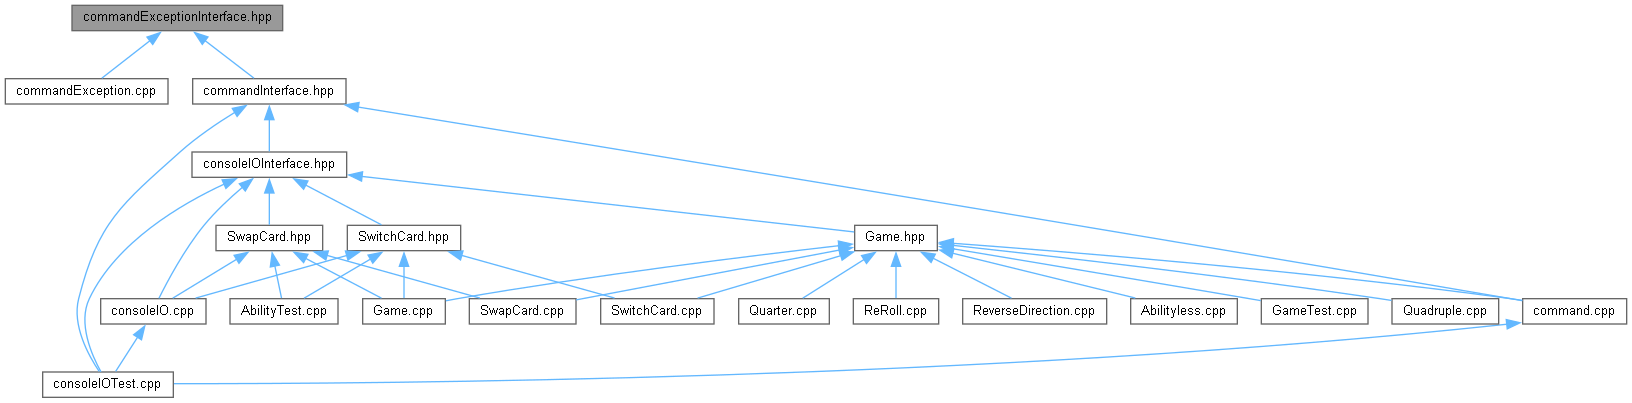 commandExceptionInterface.hpp
commandException.cpp
commandInterface.hpp
consoleIOInterface.hpp
SwapCard.hpp
SwitchCard.hpp
Game.hpp
consoleIO.cpp
AbilityTest.cpp
Game.cpp
SwapCard.cpp
SwitchCard.cpp
Quarter.cpp
ReRoll.cpp
ReverseDirection.cpp
Abilityless.cpp
GameTest.cpp
Quadruple.cpp
command.cpp
consoleIOTest.cpp